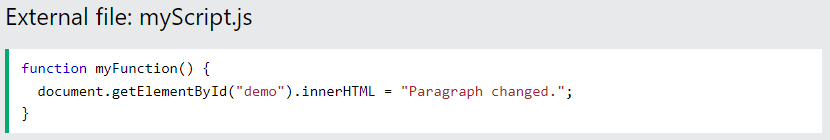 External file: myScript.js
function myFunction() {
  document.getElementById("demo").innerHTML = "Paragraph changed.";
}